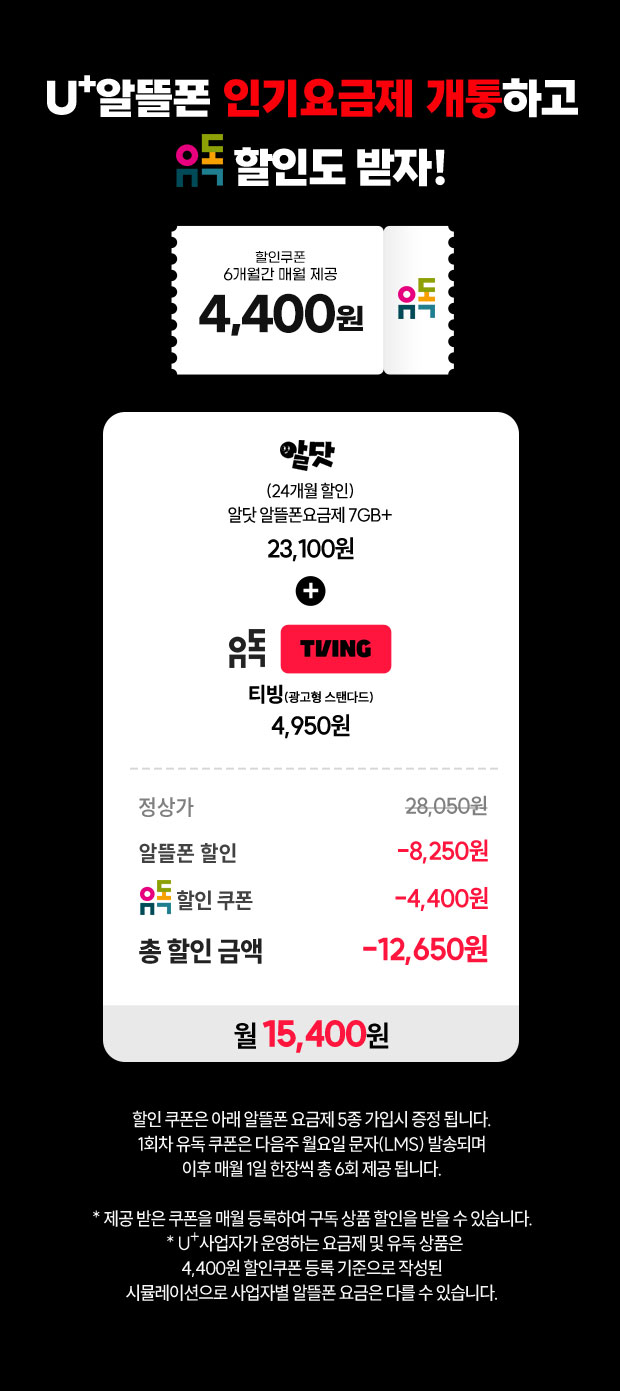 U+알뜰폰 인기요금제 개통하고
유독 할인도 받자!
할인쿠폰
6개월간 매월 제공
4,400원
유독
알닷
(24개월 할인)
알닷 알뜰폰요금제 7GB+
23,100원
+
유독 TVING
티빙(광고형 스탠다드)
4,950원
정상가 28,050원
알뜰폰 할인 -8,250원
유독 할인 쿠폰 -4,400원
총 할인 금액 -12,650원
월 15,400원
할인 쿠폰은 아래 알뜰폰 요금제 5종 가입시 증정 됩니다.
1회차 유독 쿠폰은 다음주 월요일 문자(LMS) 발송되며
이후 매월 1일 한장씩 총 6회 제공 됩니다.
* 제공 받은 쿠폰을 매월 등록하여 구독 상품 할인을 받을 수 있습니다.
* U+사업자가 운영하는 요금제 및 유독 상품은
4,400원 할인쿠폰 등록 기준으로 작성된
시뮬레이션으로 사업자별 알뜰폰 요금은 다를 수 있습니다.